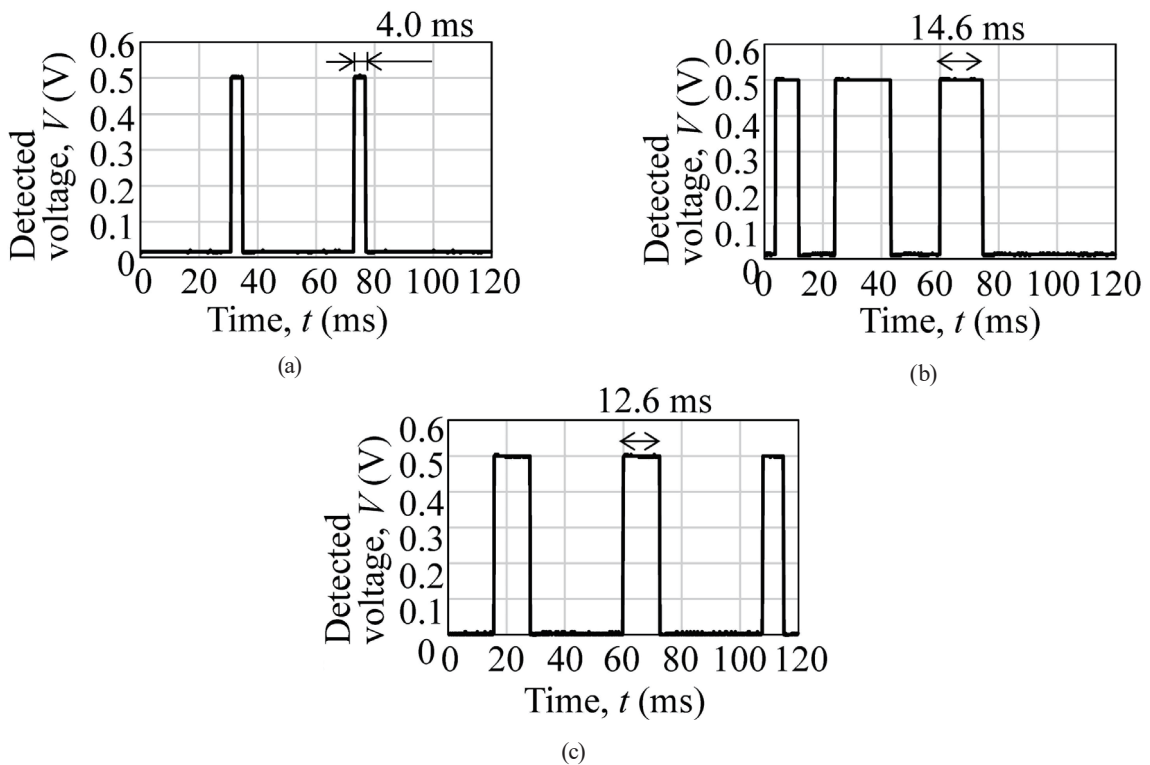 4.0 ms
0.6
0.5
0.4
0.3
0.2
0.1
0
Detected
voltage, V (V)
0 20 40 60 80 100 120
Time, t (ms)
(a)
14.6 ms
0.6
0.5
0.4
0.3
0.2
0.1
0
Detected
voltage, V (V)
0 20 40 60 80 100 120
Time, t (ms)
(b)
12.6 ms
0.6
0.5
0.4
0.3
0.2
0.1
0
Detected
voltage, V (V)
0 20 40 60 80 100 120
Time, t (ms)
(c)